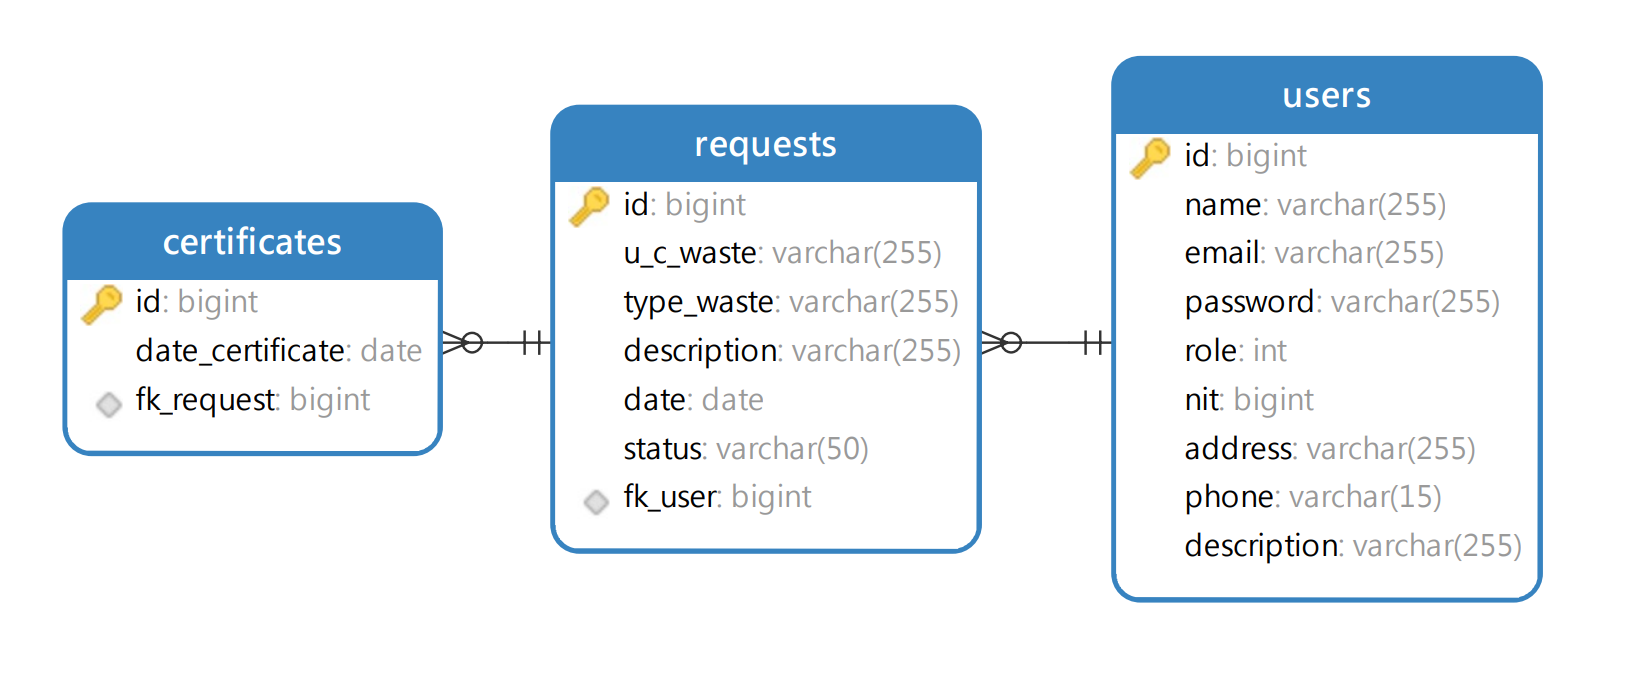 certificates
id: bigint
date_certificate: date
fk_request: bigint
requests
id: bigint
u_c_waste: varchar(255)
type_waste: varchar(255)
description: varchar(255)
date: date
status: varchar(50)
fk_user: bigint
users
id: bigint
name: varchar(255)
email: varchar(255)
password: varchar(255)
role: int
nit: bigint
address: varchar(255)
phone: varchar(15)
description: varchar(255)